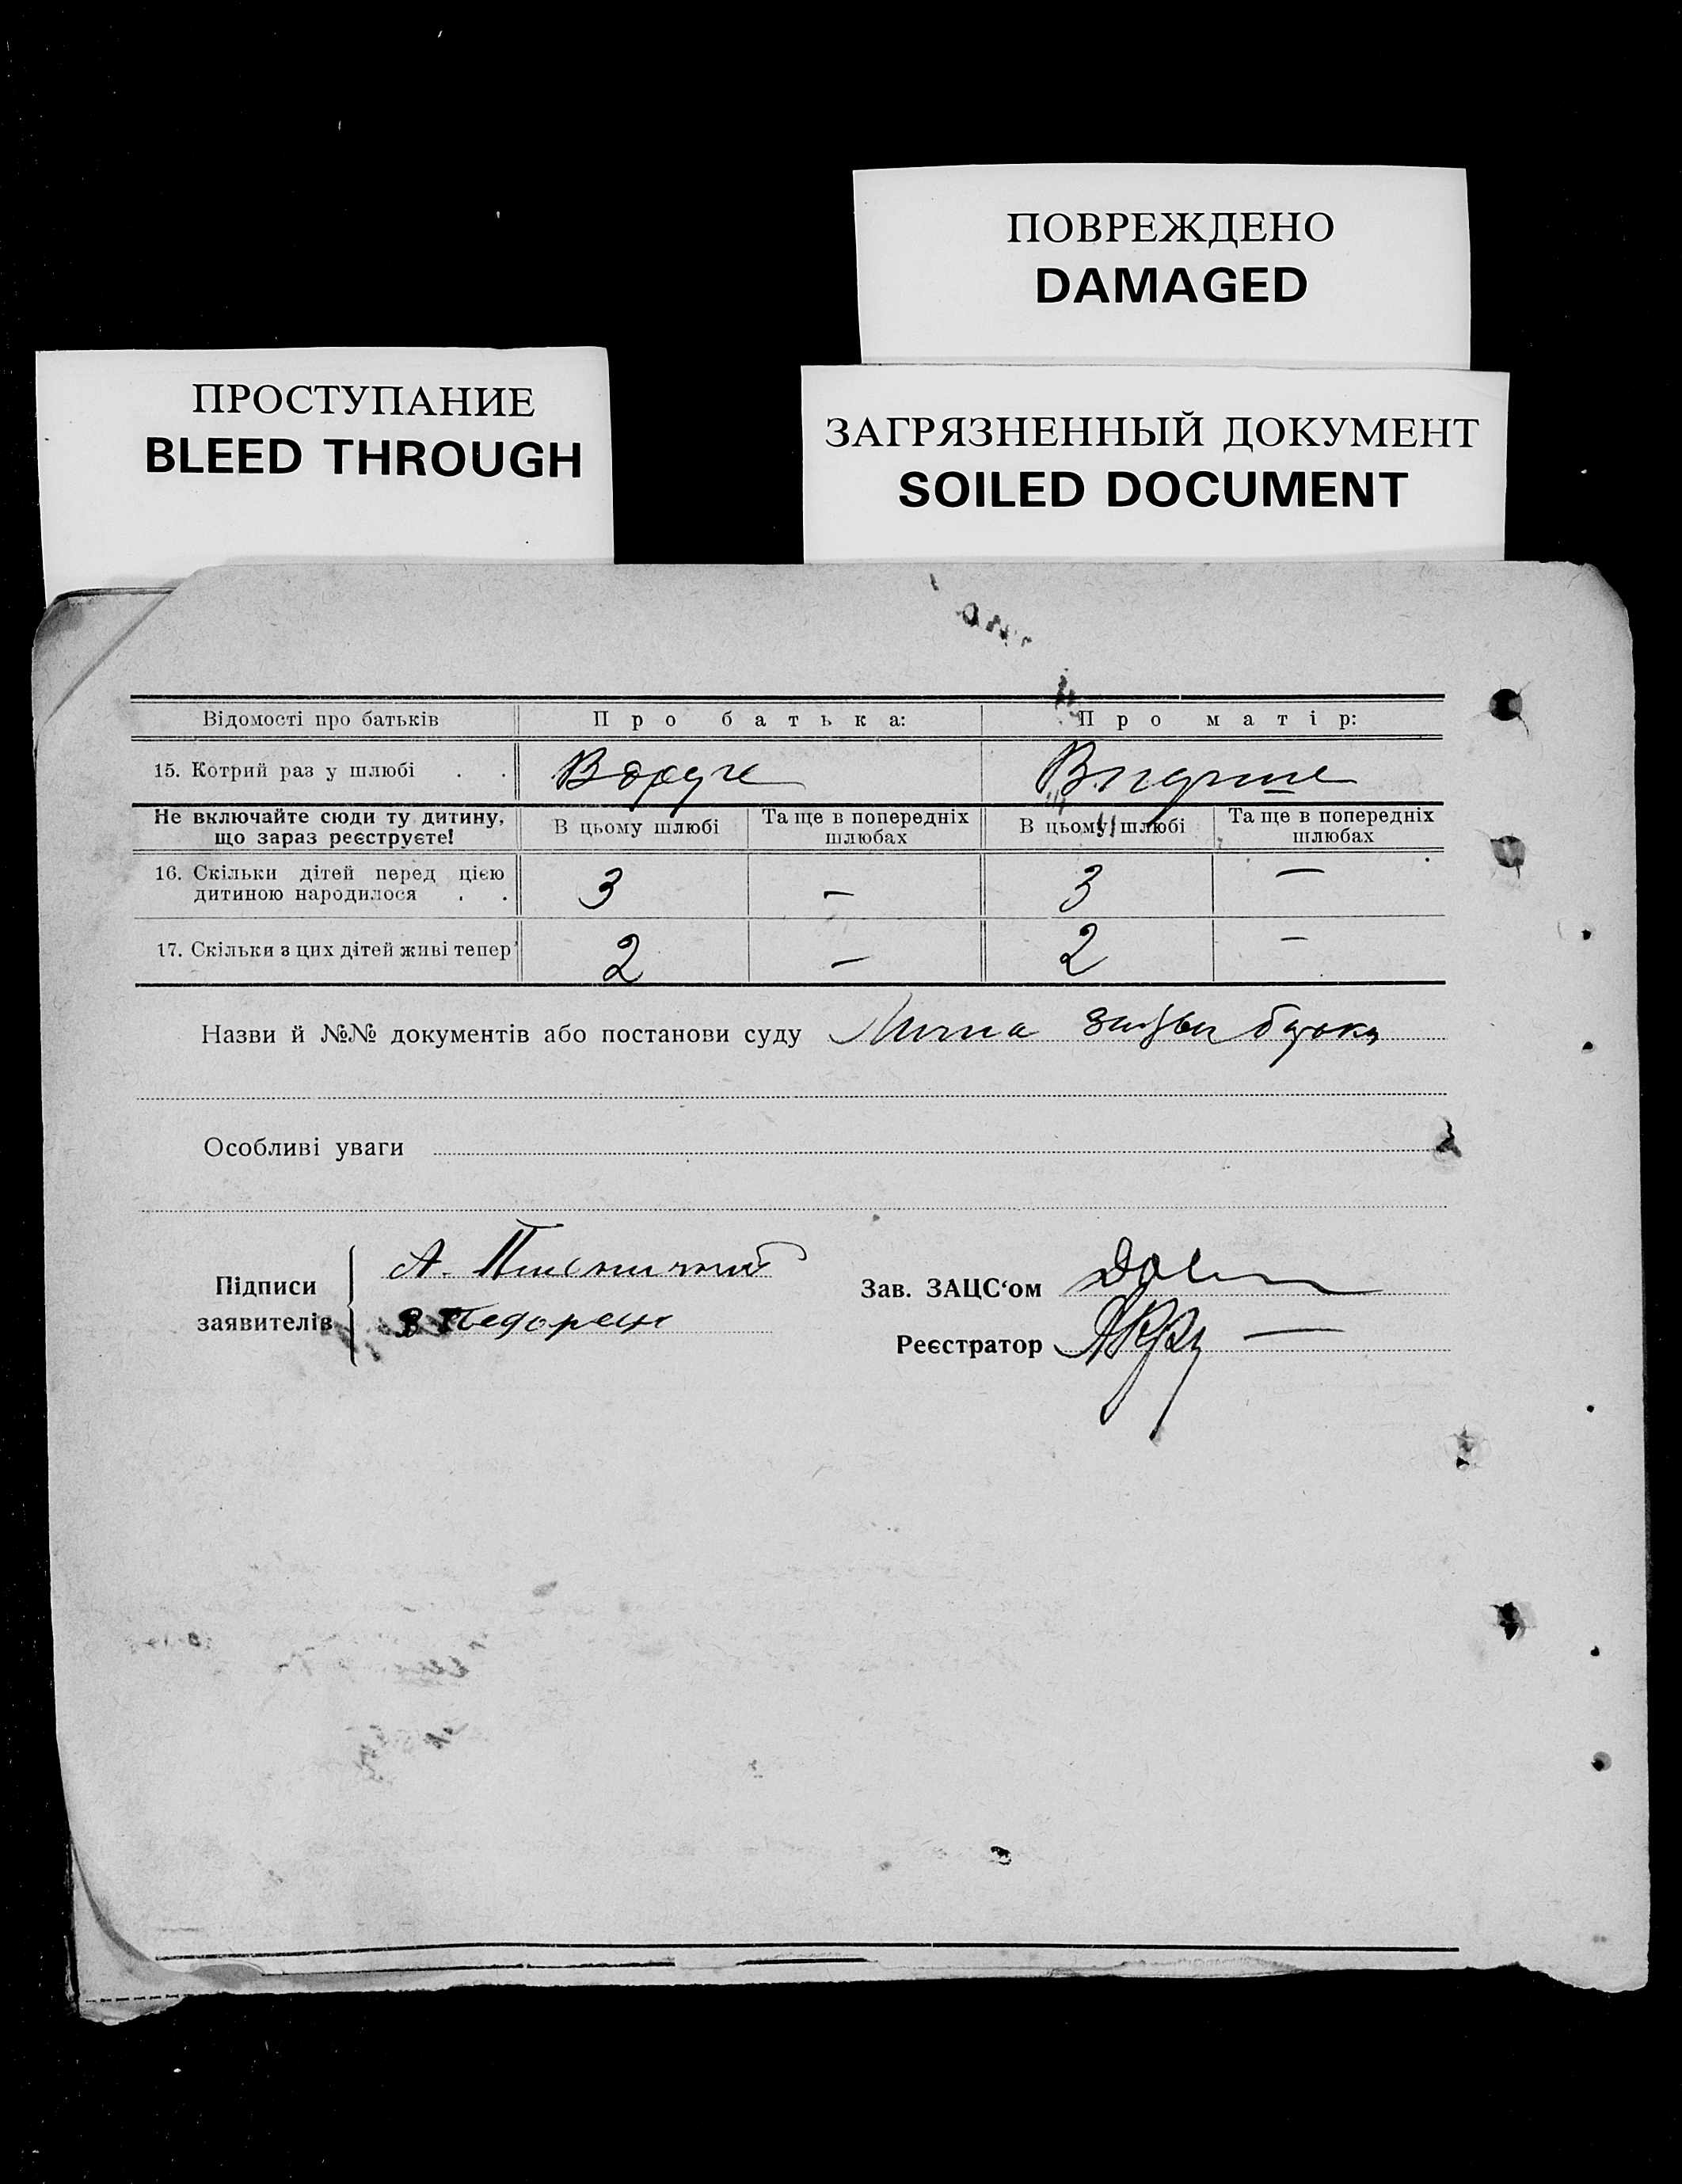 ПОВРЕЖДЕНО
DAMAGED
ПРОСТУПАНИЕ
BLEED THROUGH
ЗАГРЯЗНЕННЫЙ ДОКУМЕНТ
SOILED DOCUMENT
Відомості про батьків Про батька: Про матір:
15. Котрий раз у шлюбі . . Вдруге
Не включайте сюди ту дитину, що зараз реєструєте!
В цьому шлюбі Та ще в попередніх шлюбах В цьому шлюбі Та ще в попередніх шлюбах
16. Скільки дітей перед цією
дитиною народилося . . 3 — 3 —
17. Скільки з цих дітей живі тепер 2 — 2 —
Назви й №№ документів або постанови суду
Особливі уваги
Підписи
заявителів
А.
Зав. ЗАЦС‘ом
Реєстратор